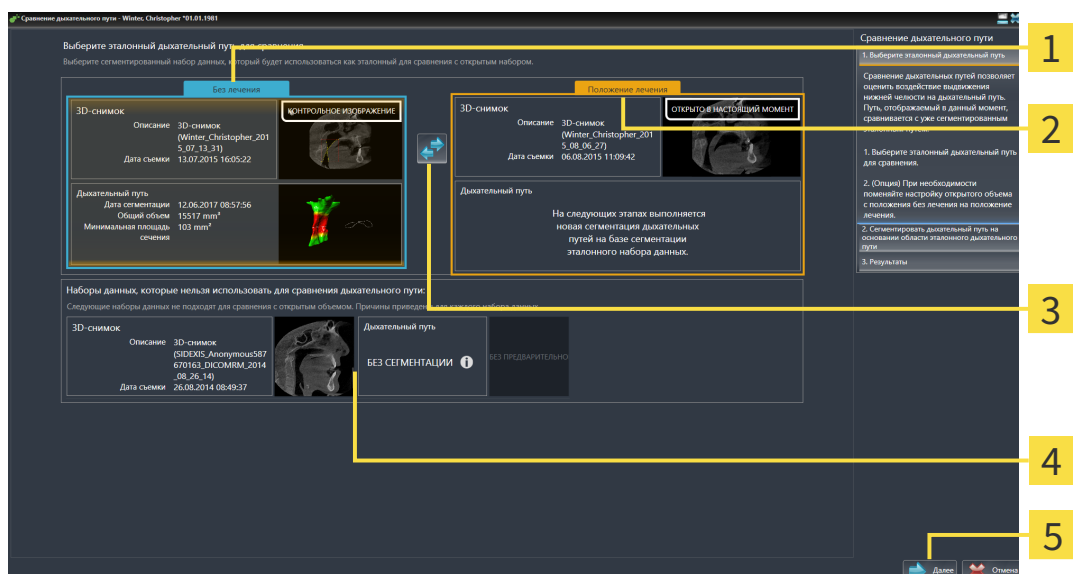 Сравнение дыхательного пути - Winter, Christopher *01.01.1981
Выберите эталонный дыхательный путь для сравнения
Выберите сегментированный набор данных, который будет использоваться как эталонный для сравнения с открытым набором.
Без лечения
3D-снимок
КОНТРОЛЬНОЕ ИЗОБРАЖЕНИЕ
Описание 3D-снимок
(Winter_Christopher_201
5_07_13_31)
Дата съемки 13.07.2015 16:05:22
Дыхательный путь
Дата сегментации 12.06.2017 08:57:56
Общий объем 15517 mm³
Минимальная площадь 103 mm²
сечения
Положение лечения
3D-снимок
ОТКРЫТО В НАСТОЯЩИЙ МОМЕНТ
Описание 3D-снимок
(Winter_Christopher_201
5_08_06_27)
Дата съемки 06.08.2015 11:09:42
Дыхательный путь
На следующих этапах выполняется
новая сегментация дыхательных
путей на базе сегментации
эталонного набора данных.
Наборы данных, которые нельзя использовать для сравнения дыхательного пути:
Следующие наборы данных не подходят для сравнения с открытым объемом. Причины приведены для каждого набора данных.
3D-снимок
Описание 3D-снимок
(SIDEXIS_Anonymous587
670163_DICOMRM_2014
_08_26_14)
Дата съемки 26.08.2014 08:49:37
Дыхательный путь
БЕЗ СЕГМЕНТАЦИИ
БЕЗ ПРЕДВАРИТЕЛЬНО
Сравнение дыхательного пути
1. Выберите эталонный дыхательный путь
Сравнение дыхательных путей позволяет
оценить воздействие выдвижения
нижней челюсти на дыхательный путь.
Путь, отображаемый в данный момент,
сравнивается с уже сегментированным
эталонным путем.
1. Выберите эталонный дыхательный путь
для сравнения.
2. (Опция) При необходимости
поменяйте настройку открытого объема
с положения без лечения на положение
лечения.
2. Сегментировать дыхательный путь на
основании области эталонного дыхательного
пути
3. Результаты
Далее
Отмена
1
2
3
4
5